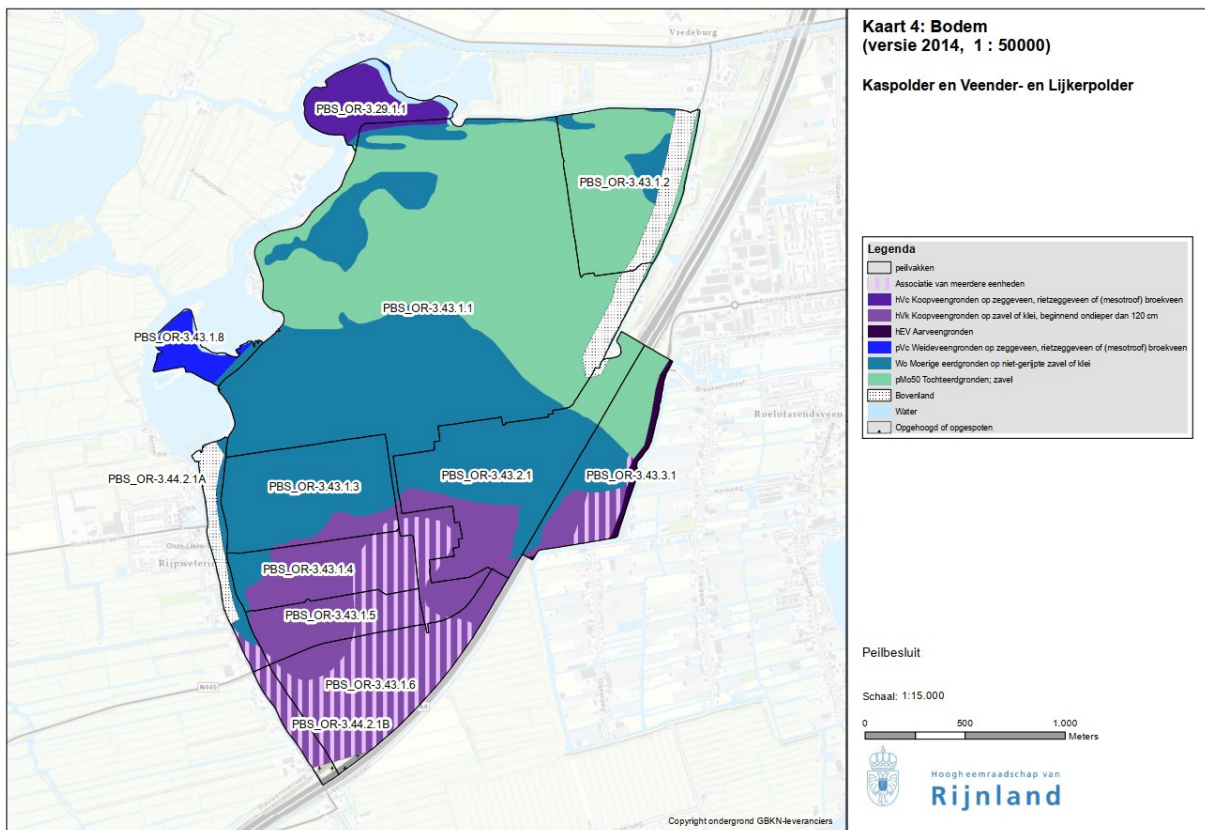 Kaart 4: Bodem
(versie 2014, 1 : 50000)
Kaspolder en Veender- en Lijkerpolder
Legenda
peilvakken
Associatie van meerdere eenheden
hVc Koopveengronden op zeggeveen, rietzeggeveen of (mesotroof) broekveen
hVk Koopveengronden op zavel of klei, beginnend ondieper dan 120 cm
hEV Aarveengronden
pVc Weideveengronden op zeggeveen, rietzeggeveen of (mesotroof) broekveen
Wo Moerige eerdgronden op niet-gerijpte zavel of klei
pMo50 Tochteerdgronden; zavel
Bovenland
Water
Opgehoogd of opgespoten
Peilbesluit
Schaal: 1:15.000
0 500 1.000
Meters
Hoogheemraadschap van
Rijnland
Vredeburg
PBS_OR-3.29.1.1
PBS_OR-3.43.1.2
PBS_OR-3.43.1.1
PBS_OR-3.43.1.8
Roelofarendsveen
PBS_OR-3.44.2.1A
PBS_OR-3.43.1.3
PBS_OR-3.43.2.1
PBS_OR-3.43.3.1
Rijpwetering
PBS_OR-3.43.1.4
PBS_OR-3.43.1.5
N445
PBS_OR-3.43.1.6
PBS_OR-3.44.2.1B
Copyright ondergrond GBKN-leveranciers